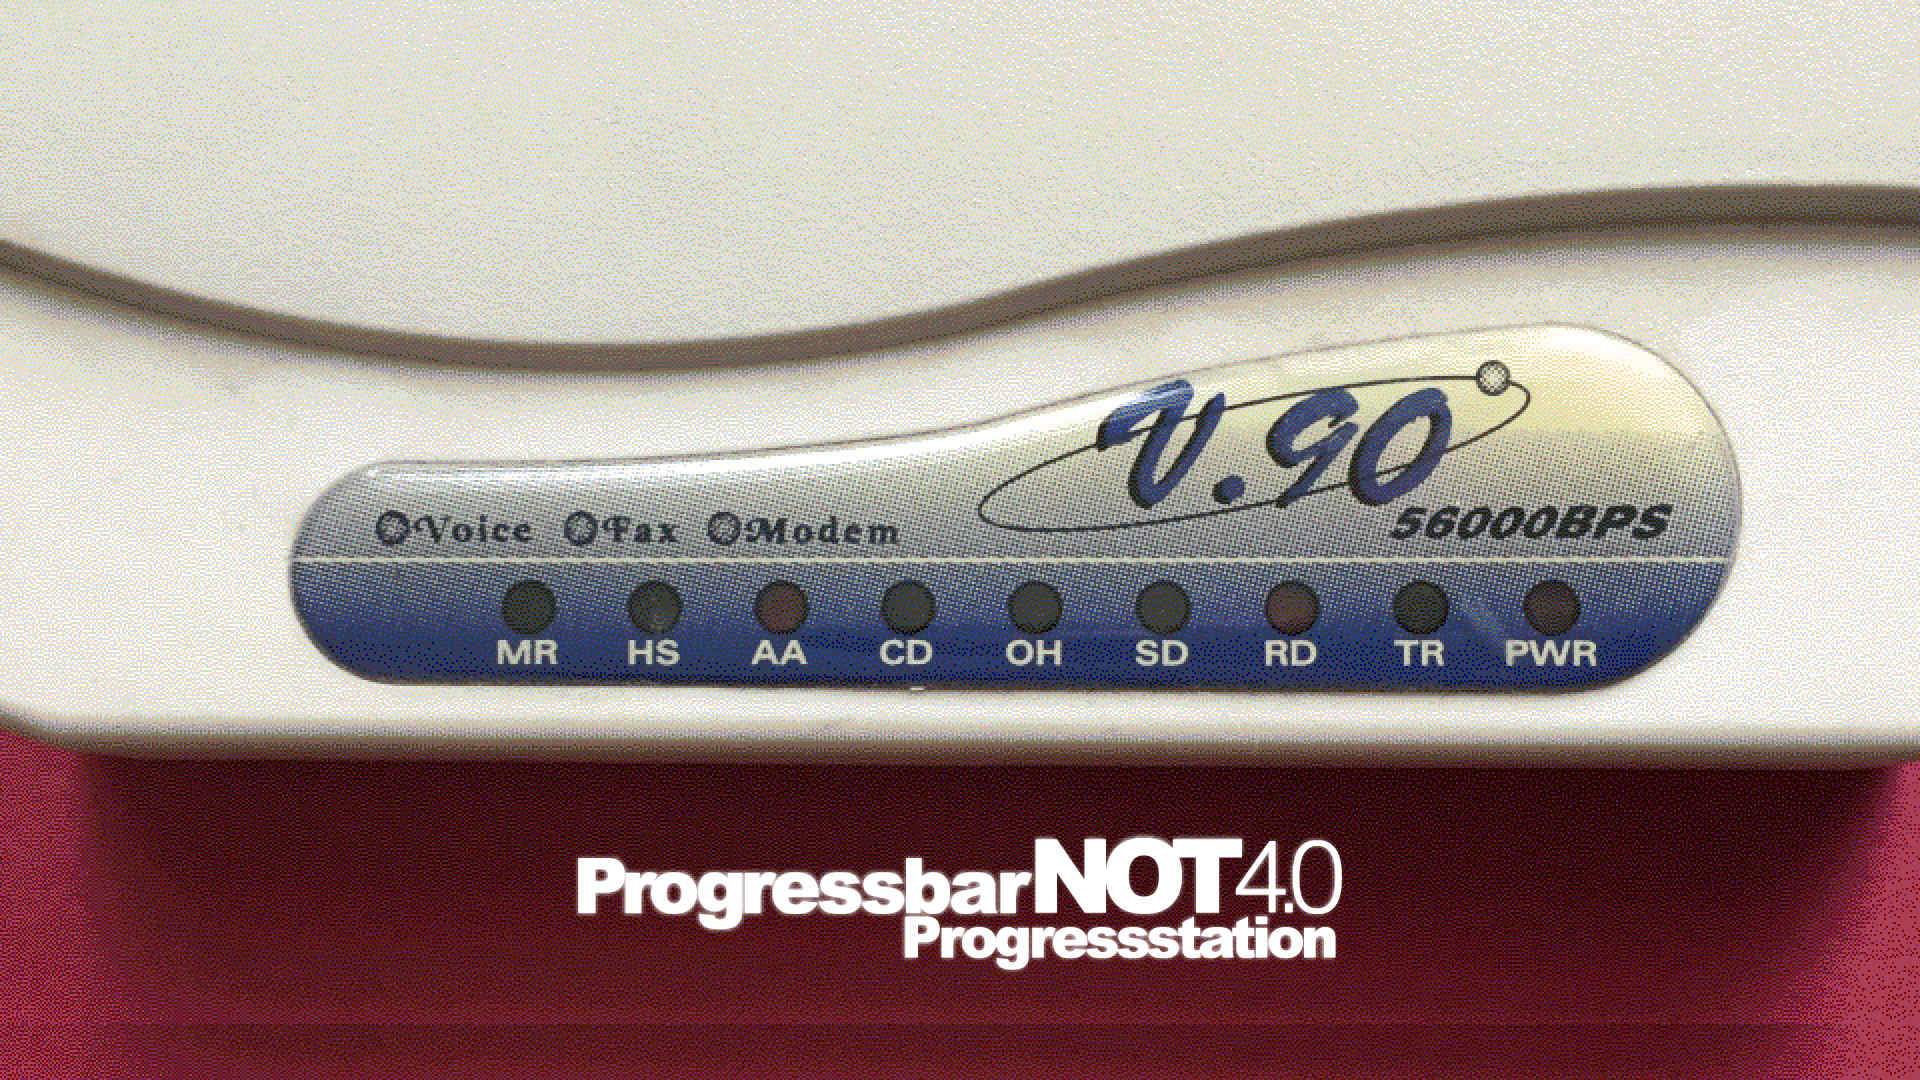 V.90
56000BPS
Voice Fax Modem
MR HS AA CD OH SD RD TR PWR
ProgressbarNOT4.0
Progressstation